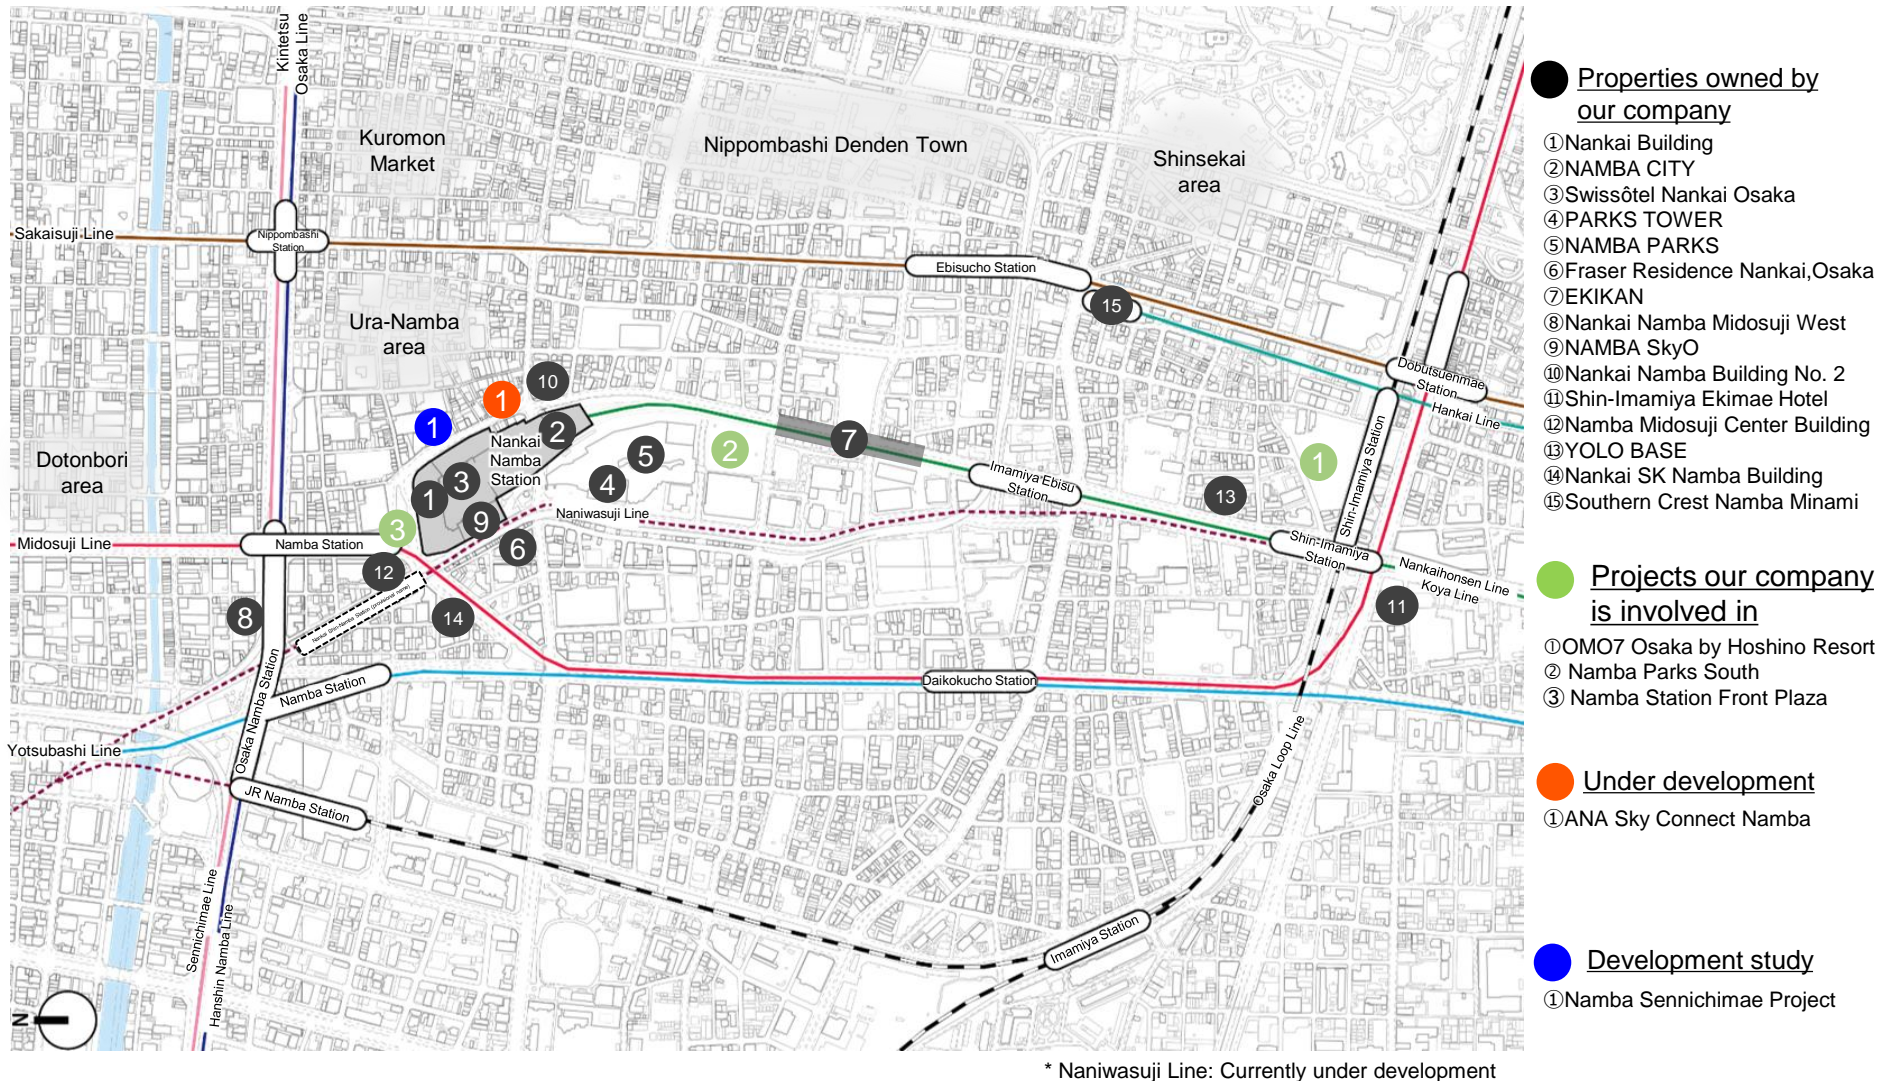 Kintetsu
Osaka Line
Kuromon
Market
Nippombashi Denden Town
Shinsekai
area
Sakaisuji Line
Nippombashi
Station
Ebisucho Station
15
Ura-Namba
area
10
1
1
2
Nankai
Namba
Station
Dobutsuenmae
Station
Hankai Line
Dotonbori
area
5
2
7
1
3
1
4
Imamiya Ebisu
Station
13
Shin-Imamiya Station
9
Naniwasuji Line
3
6
Midosuji Line
Namba Station
12
Shin-Imamiya
Station
Nankaihonsen Line
Koya Line
Nankai Shin-Namba Station (provisional name)
8
14
11
Osaka Namba Station
Namba Station
Daikokucho Station
Yotsubashi Line
JR Namba Station
Osaka Loop Line
Imamiya Station
Sennichimae Line
Hanshin Namba Line
N
Properties owned by
our company
①Nankai Building
②NAMBA CITY
③Swissôtel Nankai Osaka
④PARKS TOWER
⑤NAMBA PARKS
⑥Fraser Residence Nankai,Osaka
⑦EKIKAN
⑧Nankai Namba Midosuji West
⑨NAMBA SkyO
⑩Nankai Namba Building No. 2
⑪Shin-Imamiya Ekimae Hotel
⑫Namba Midosuji Center Building
⑬YOLO BASE
⑭Nankai SK Namba Building
⑮Southern Crest Namba Minami
Projects our company
is involved in
①OMO7 Osaka by Hoshino Resort
② Namba Parks South
③ Namba Station Front Plaza
Under development
①ANA Sky Connect Namba
Development study
①Namba Sennichimae Project
* Naniwasuji Line: Currently under development